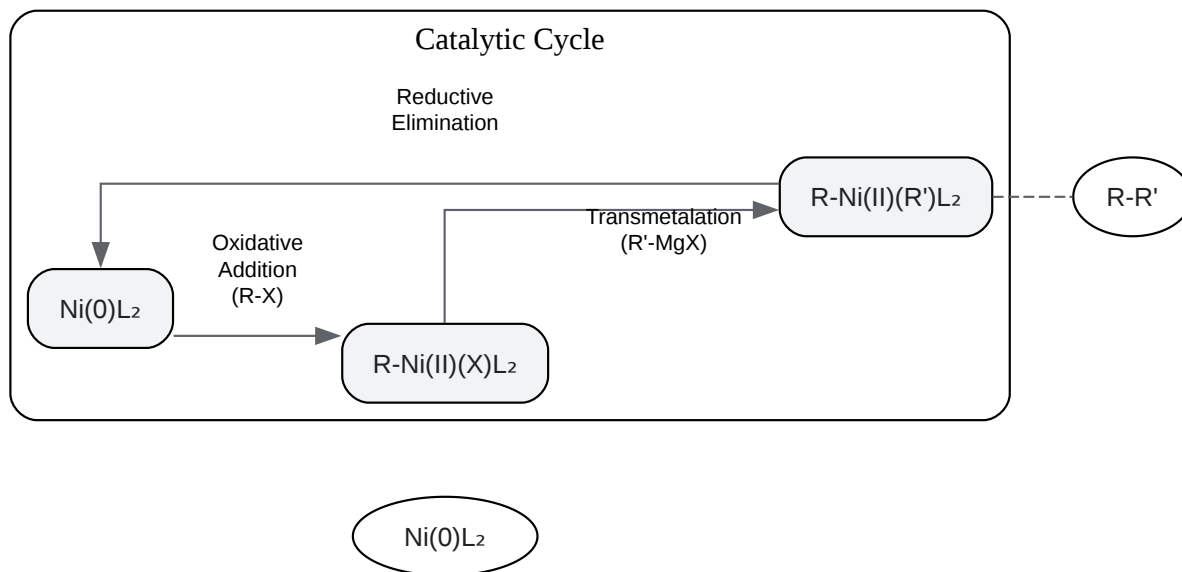 Catalytic Cycle
Reductive
Elimination
R-Ni(II)(R')L₂
R-R'
Transmetalation
(R'-MgX)
Oxidative
Addition
(R-X)
Ni(0)L₂
R-Ni(II)(X)L₂
Ni(0)L₂